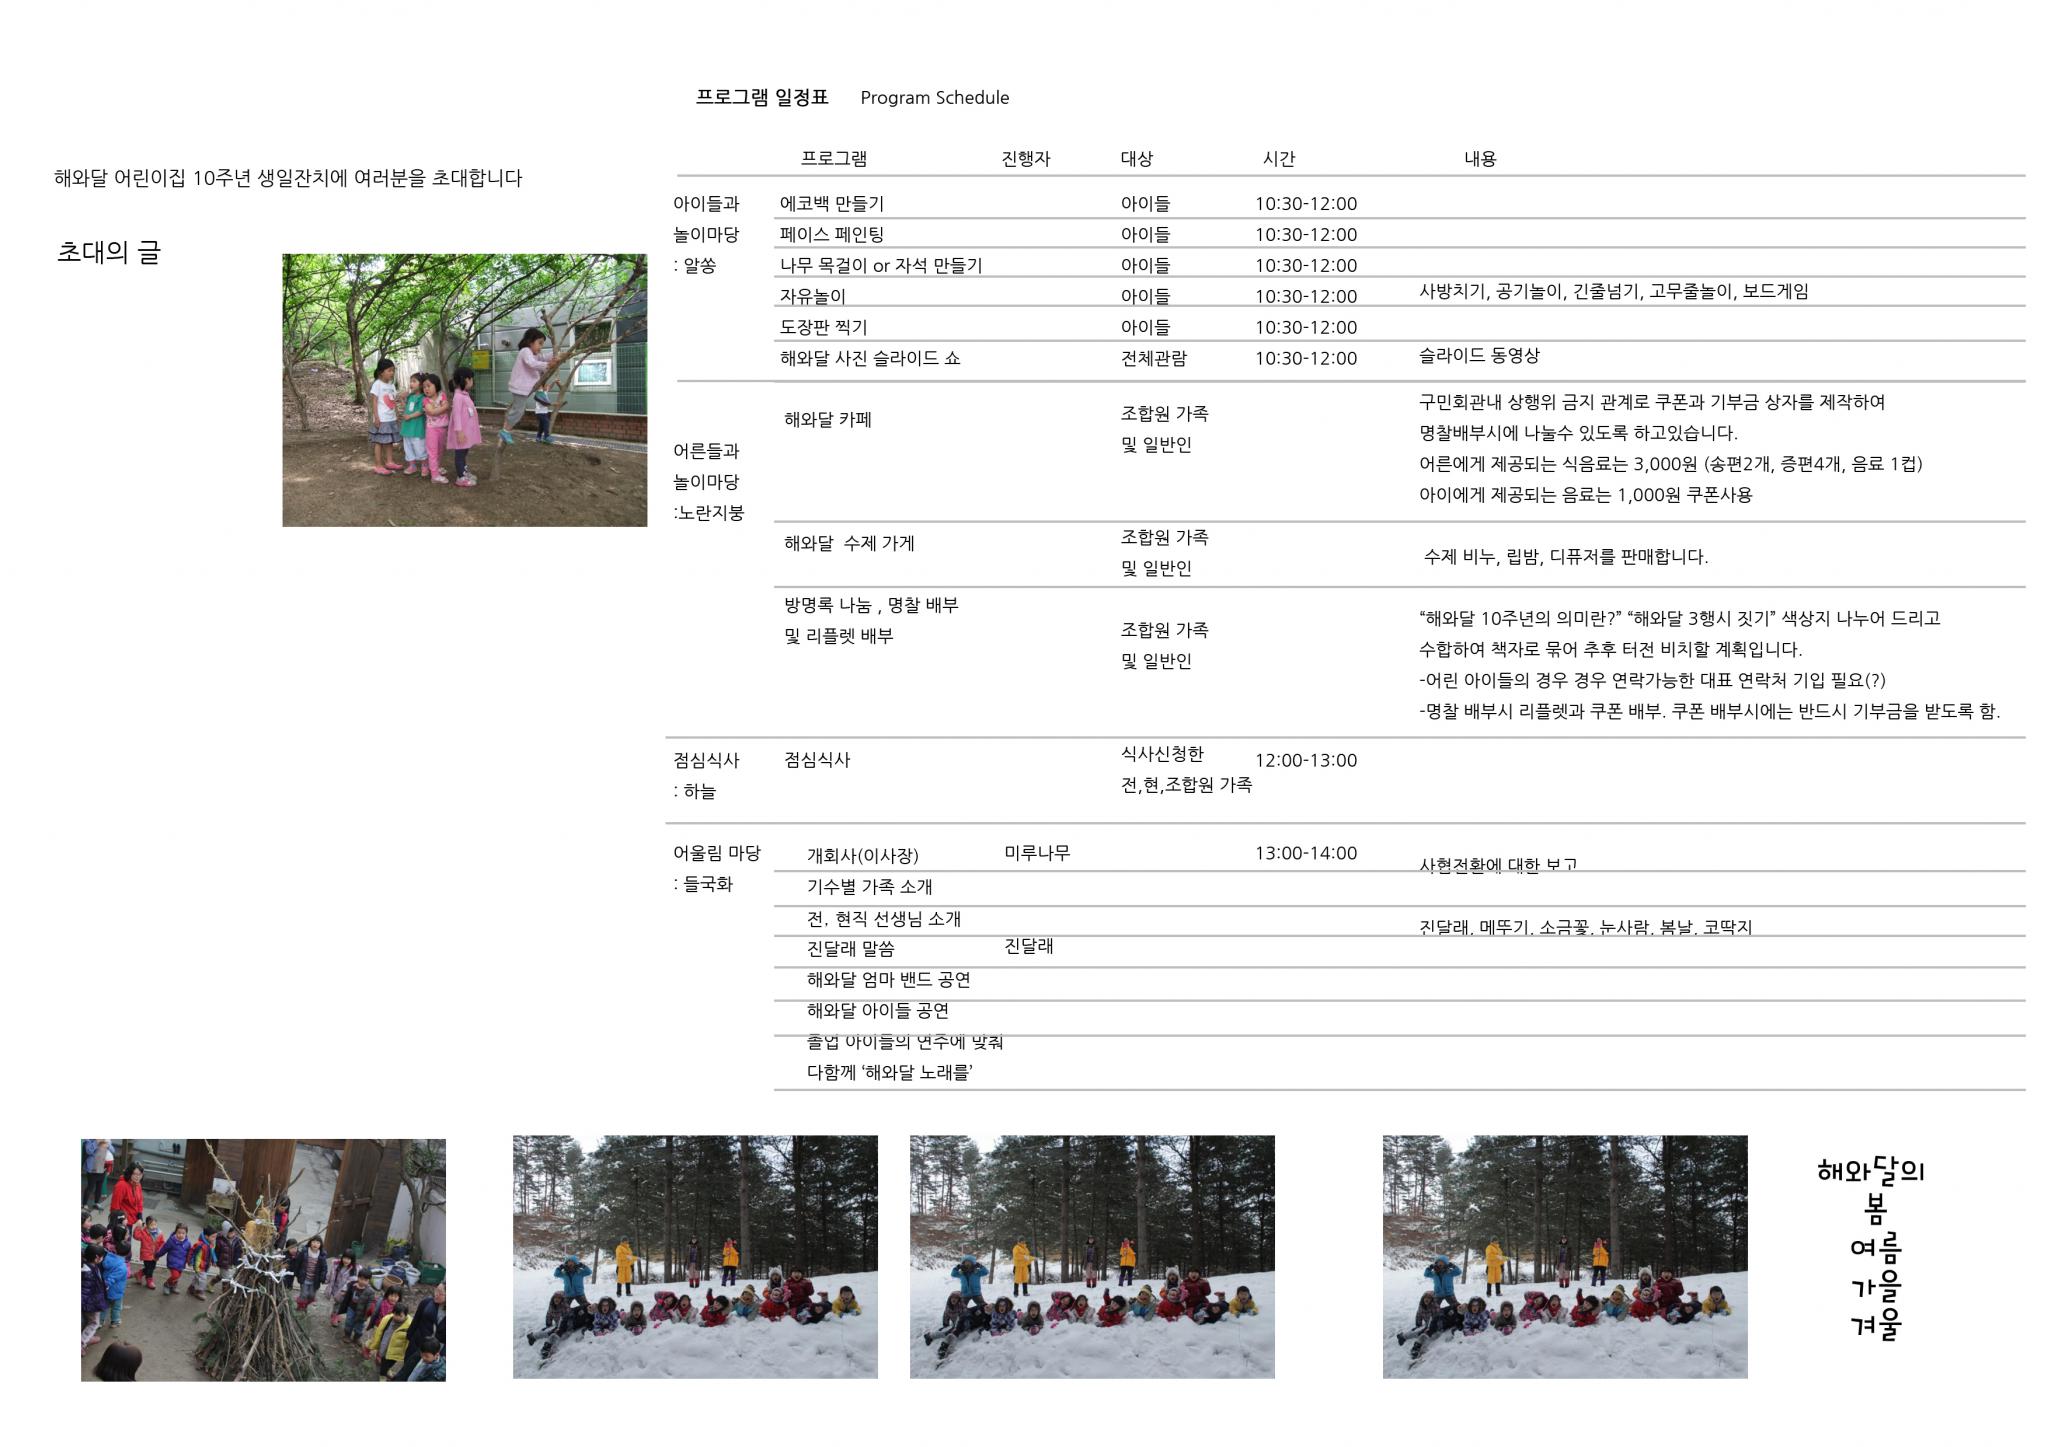 프로그램 일정표 Program Schedule
해와달 어린이집 10주년 생일잔치에 여러분을 초대합니다
초대의 글
프로그램 진행자 대상 시간 내용
아이들과 에코백 만들기 아이들 10:30-12:00
놀이마당 페이스 페인팅 아이들 10:30-12:00
: 알쏭 나무 목걸이 or 자석 만들기 아이들 10:30-12:00
자유놀이 아이들 10:30-12:00 사방치기, 공기놀이, 긴줄넘기, 고무줄놀이, 보드게임
도장판 찍기 아이들 10:30-12:00
해와달 사진 슬라이드 쇼 전체관람 10:30-12:00 슬라이드 동영상
어른들과
놀이마당
:노란지붕
해와달 카페
조합원 가족
및 일반인
구민회관내 상행위 금지 관계로 쿠폰과 기부금 상자를 제작하여
명찰배부시에 나눌수 있도록 하고있습니다.
어른에게 제공되는 식음료는 3,000원 (송편2개, 증편4개, 음료 1컵)
아이에게 제공되는 음료는 1,000원 쿠폰사용
해와달 수제 가게
조합원 가족
및 일반인
수제 비누, 립밤, 디퓨저를 판매합니다.
방명록 나눔 , 명찰 배부
및 리플렛 배부
조합원 가족
및 일반인
“해와달 10주년의 의미란?” “해와달 3행시 짓기” 색상지 나누어 드리고
수합하여 책자로 묶어 추후 터전 비치할 계획입니다.
-어린 아이들의 경우 경우 연락가능한 대표 연락처 기입 필요(?)
-명찰 배부시 리플렛과 쿠폰 배부. 쿠폰 배부시에는 반드시 기부금을 받도록 함.
점심식사
: 하늘
점심식사
식사신청한
전,현,조합원 가족
12:00-13:00
어울림 마당
: 들국화
개회사(이사장) 미루나무 13:00-14:00 사협전환에 대한 보고
기수별 가족 소개
전, 현직 선생님 소개 진달래, 메뚜기, 소금꽃, 눈사람, 봄날, 코딱지
진달래 말씀 진달래
해와달 엄마 밴드 공연
해와달 아이들 공연
졸업 아이들의 연주에 맞춰
다함께 ‘해와달 노래를’
해와달의
봄
여름
가을
겨울